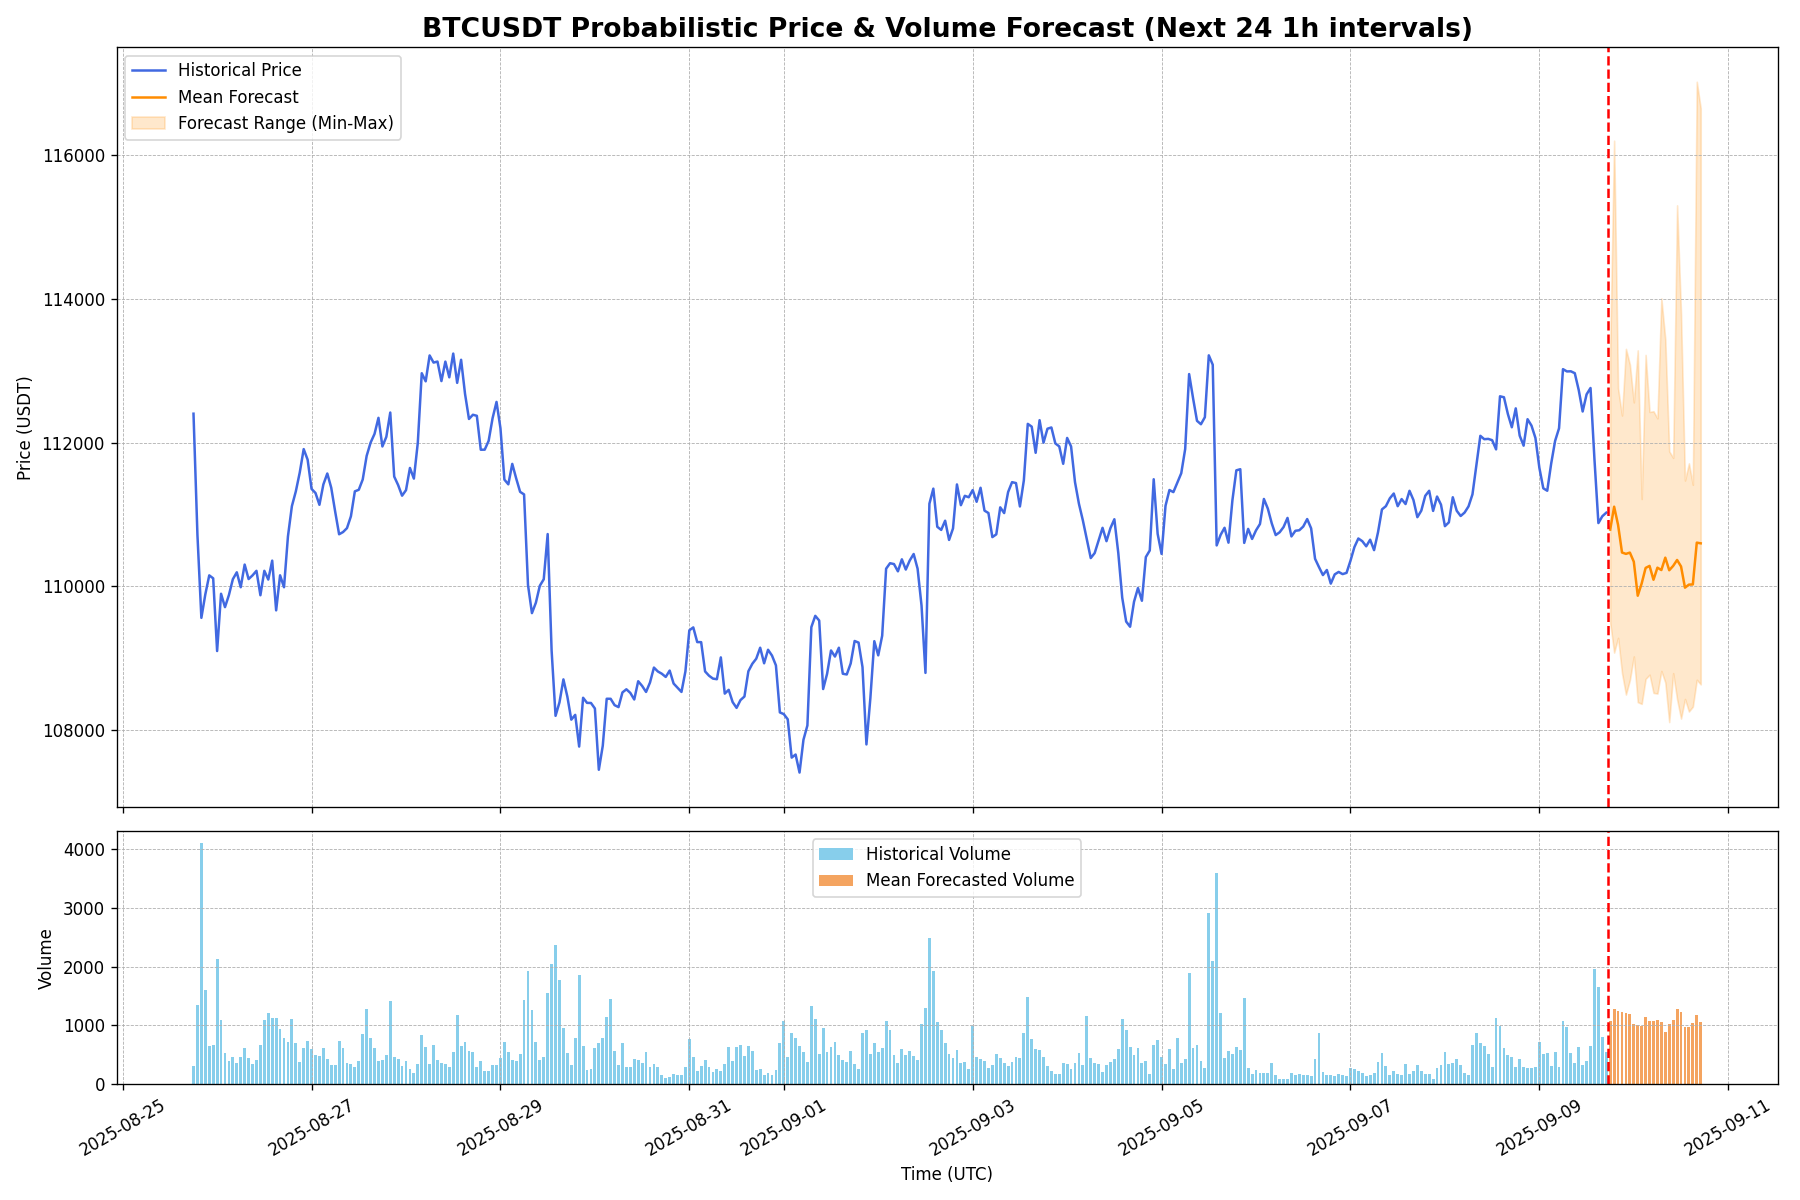 BTCUSDT Probabilistic Price & Volume Forecast (Next 24 1h intervals)
Historical Price
Mean Forecast
Forecast Range (Min-Max)
116000
114000
112000
110000
108000
Price (USDT)
Historical Volume
Mean Forecasted Volume
4000
3000
2000
1000
0
Volume
2025-08-25
2025-08-27
2025-08-29
2025-08-31
2025-09-01
2025-09-03
2025-09-05
2025-09-07
2025-09-09
2025-09-11
Time (UTC)